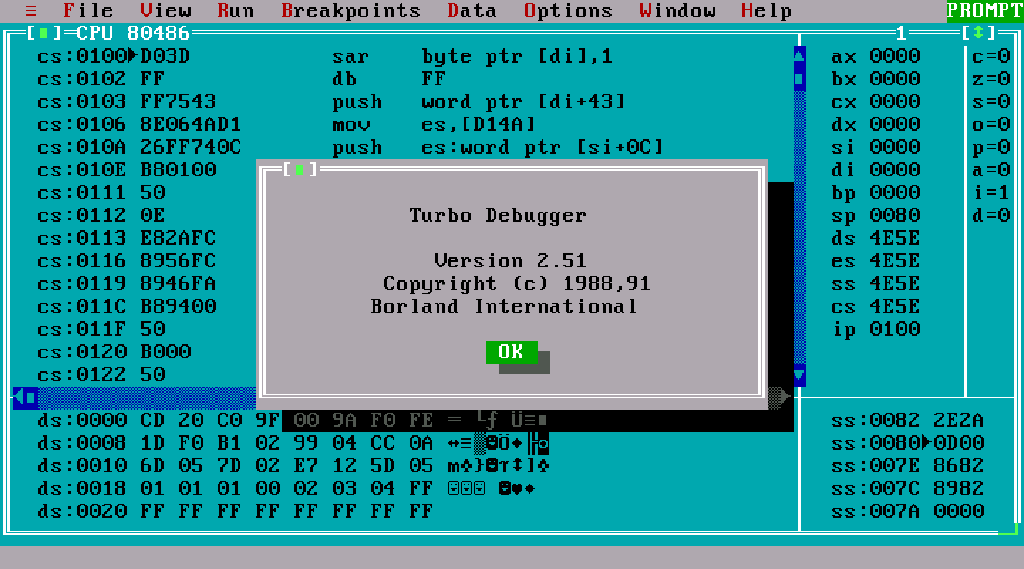 ≡ File View Run Breakpoints Data Options Window Help PROMPT
[■]=CPU 80486 1 [↕]
cs:0100►D03D sar byte ptr [di],1 ax 0000 c=0
cs:0102 FF db FF bx 0000 z=0
cs:0103 FF7543 push word ptr [di+43] cx 0000 s=0
cs:0106 8E064AD1 mov es,[D14A] dx 0000 o=0
cs:010A 26FF740C push es:word ptr [si+0C] si 0000 p=0
cs:010E B80100 di 0000 a=0
cs:0111 50 bp 0000 i=1
cs:0112 0E sp 0080 d=0
cs:0113 E82AFC ds 4E5E
cs:0116 8956FC es 4E5E
cs:0119 8946FA ss 4E5E
cs:011C B89400 cs 4E5E
cs:011F 50 ip 0100
cs:0120 B000
cs:0122 50
[■]
Turbo Debugger
Version 2.51
Copyright (c) 1988,91
Borland International
OK
ds:0000 CD 20 C0 9F 00 9A F0 FE = └ƒ Ü≡■ ss:0082 2E2A
ds:0008 1D F0 B1 02 99 04 CC 0A ↔≡▒☻Ö♦╠◙ ss:0080►0D00
ds:0010 6D 05 7D 02 E7 12 5D 05 m♣}☻τ↕]♣ ss:007E 8682
ds:0018 01 01 01 00 02 03 04 FF ☺☺☺ ☻♥♦ ss:007C 8982
ds:0020 FF FF FF FF FF FF FF FF ss:007A 0000